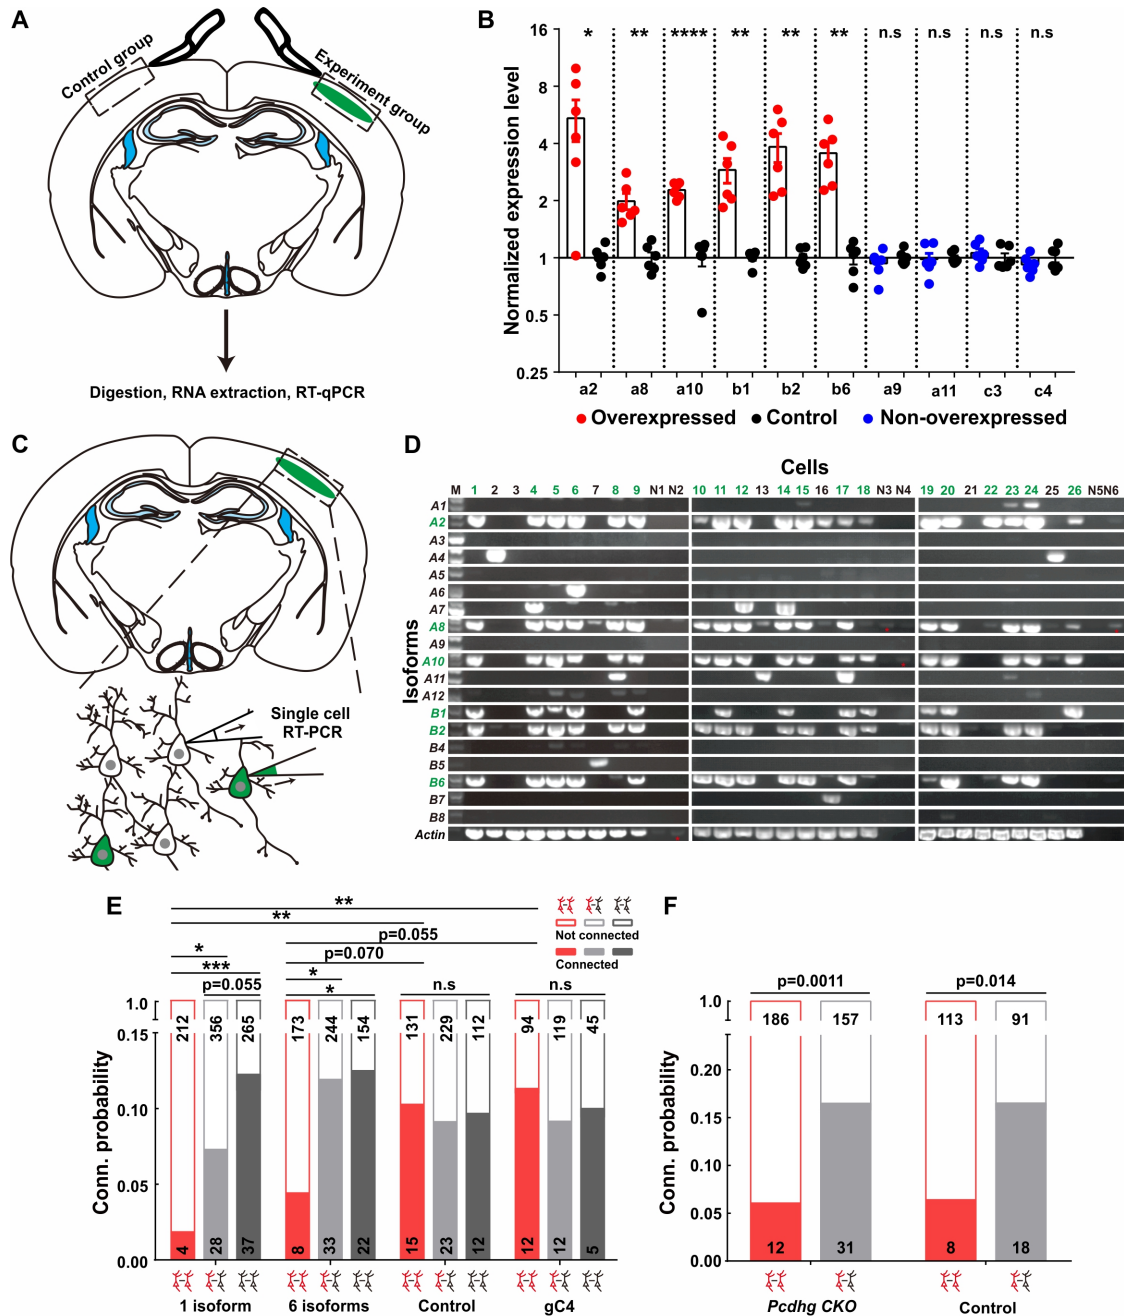 A
Control group
Experiment group
Digestion, RNA extraction, RT-qPCR
B
Normalized expression level
16
8
4
2
1
0.5
0.25
* ** **** ** ** ** n.s n.s n.s n.s
a2 a8 a10 b1 b2 b6 a9 a11 c3 c4
Overexpressed Control Non-overexpressed
C
Single cell
RT-PCR
D
Cells
M 1 2 3 4 5 6 7 8 9 N1 N2 10 11 12 13 14 15 16 17 18 N3 N4 19 20 21 22 23 24 25 26 N5 N6
Isoforms
A1
A2
A3
A4
A5
A6
A7
A8
A9
A10
A11
A12
B1
B2
B4
B5
B6
B7
B8
Actin
E
**
**
p=0.055
* p=0.070
*** *
p=0.055 * n.s n.s
Not connected
Connected
Conn. probability
1.0
0.15
0.10
0.05
0.00
212 356 265 173 244 154 131 229 112 94 119 45
4 28 37 8 33 22 15 23 12 12 12 5
1 isoform 6 isoforms Control gC4
F
p=0.0011 p=0.014
Conn. probability
1.0
0.20
0.15
0.10
0.05
0.00
186 157 113 91
12 31 8 18
Pcdhg CKO Control